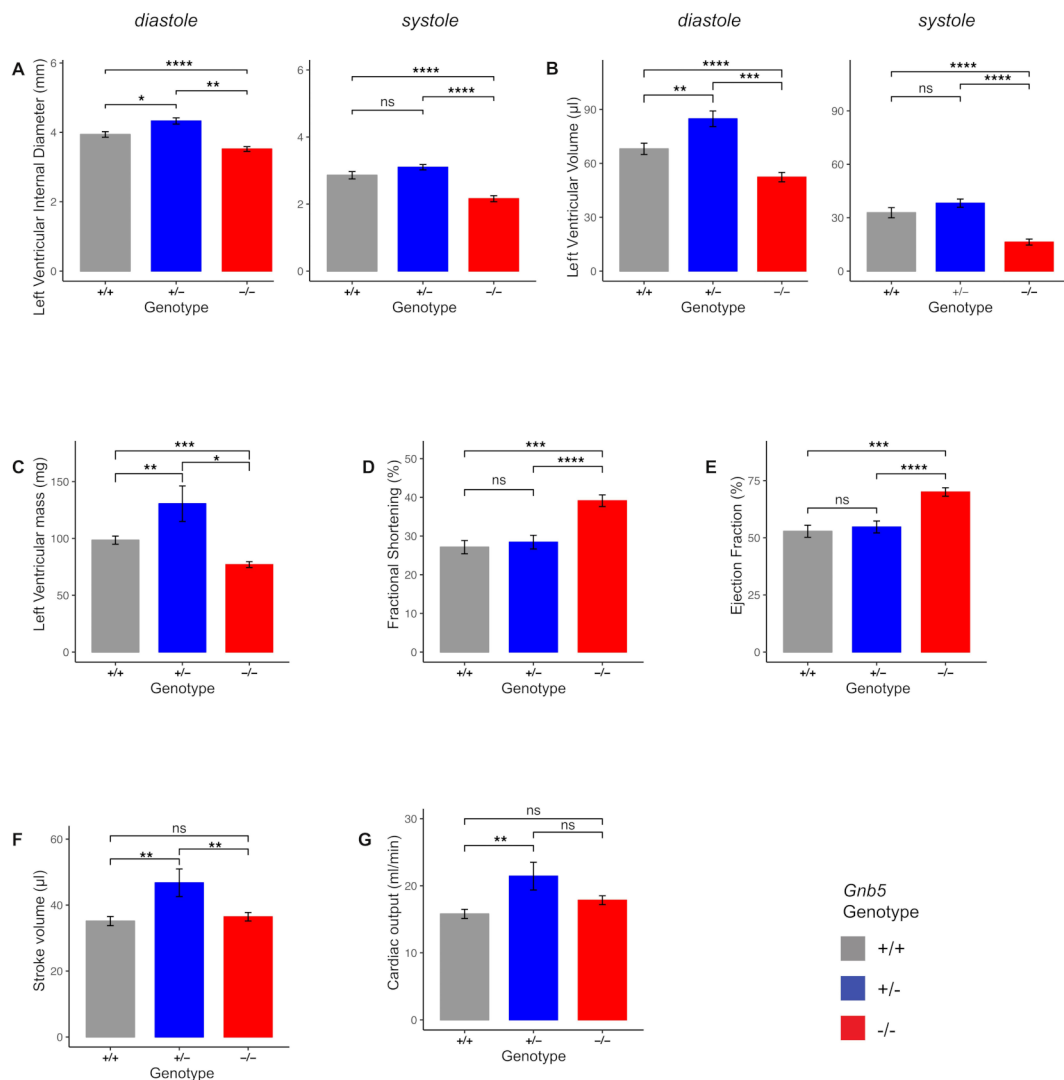 diastole
systole
diastole
systole
A
Left Ventricular Internal Diameter (mm)
6
4
2
0
****
**
*
+/+
+/−
−/−
Genotype
6
4
2
0
****
****
ns
+/+
+/−
−/−
Genotype
B
Left Ventricular Volume (µl)
90
60
30
0
****
***
**
+/+
+/−
−/−
Genotype
90
60
30
0
****
****
ns
+/+
+/−
−/−
Genotype
C
Left Ventricular mass (mg)
150
100
50
0
***
*
**
+/+
+/−
−/−
Genotype
D
Fractional Shortening (%)
50
40
30
20
10
0
***
****
ns
+/+
+/−
−/−
Genotype
E
Ejection Fraction (%)
75
50
25
0
***
****
ns
+/+
+/−
−/−
Genotype
F
Stroke volume (µl)
60
40
20
0
ns
**
**
+/+
+/−
−/−
Genotype
G
Cardiac output (ml/min)
30
20
10
0
ns
ns
**
+/+
+/−
−/−
Genotype
Gnb5
Genotype
+/+
+/-
-/-